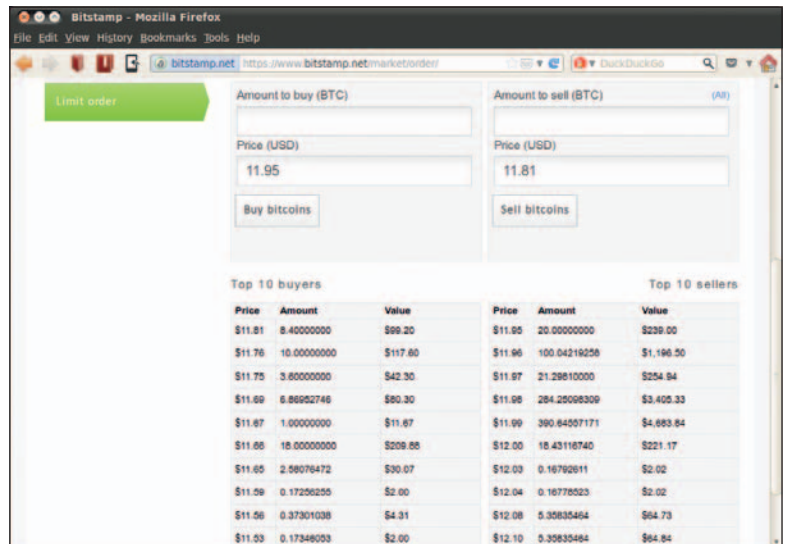 Bitstamp - Mozilla Firefox
File Edit View History Bookmarks Tools Help
bitstamp.net https://www.bitstamp.net/market/order/ DuckDuckGo
Limit order
Amount to buy (BTC)
Price (USD)
11.95
Buy bitcoins
Amount to sell (BTC) (All)
Price (USD)
11.81
Sell bitcoins
Top 10 buyers
Price Amount Value
$11.81 8.40000000 $99.20
$11.76 10.00000000 $117.60
$11.75 3.60000000 $42.30
$11.69 6.86952746 $80.30
$11.67 1.00000000 $11.67
$11.66 18.00000000 $209.88
$11.65 2.58076472 $30.07
$11.59 0.17256255 $2.00
$11.56 0.37301038 $4.31
$11.53 0.17346053 $2.00
Top 10 sellers
Price Amount Value
$11.95 20.00000000 $239.00
$11.96 100.04219258 $1,196.50
$11.97 21.29810000 $254.94
$11.98 284.25098309 $3,405.33
$11.99 390.64557171 $4,683.84
$12.00 18.43116740 $221.17
$12.03 0.16792611 $2.02
$12.04 0.16778523 $2.02
$12.08 5.35835464 $64.73
$12.10 5.35835464 $64.84